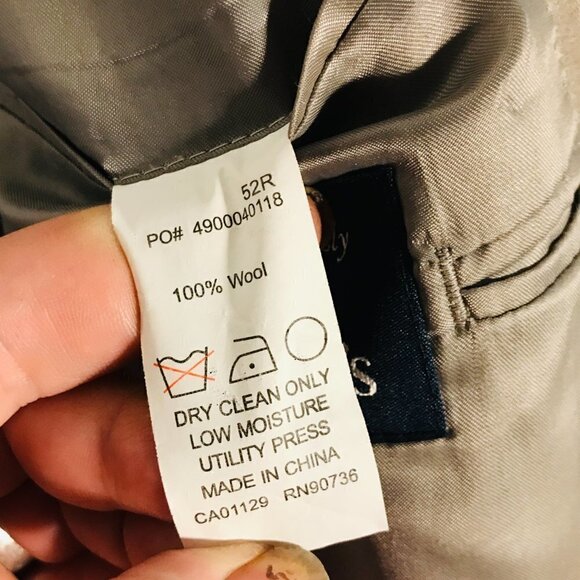 52R
PO# 4900040118
100% Wool
DRY CLEAN ONLY
LOW MOISTURE
UTILITY PRESS
MADE IN CHINA
CA01129 RN90736